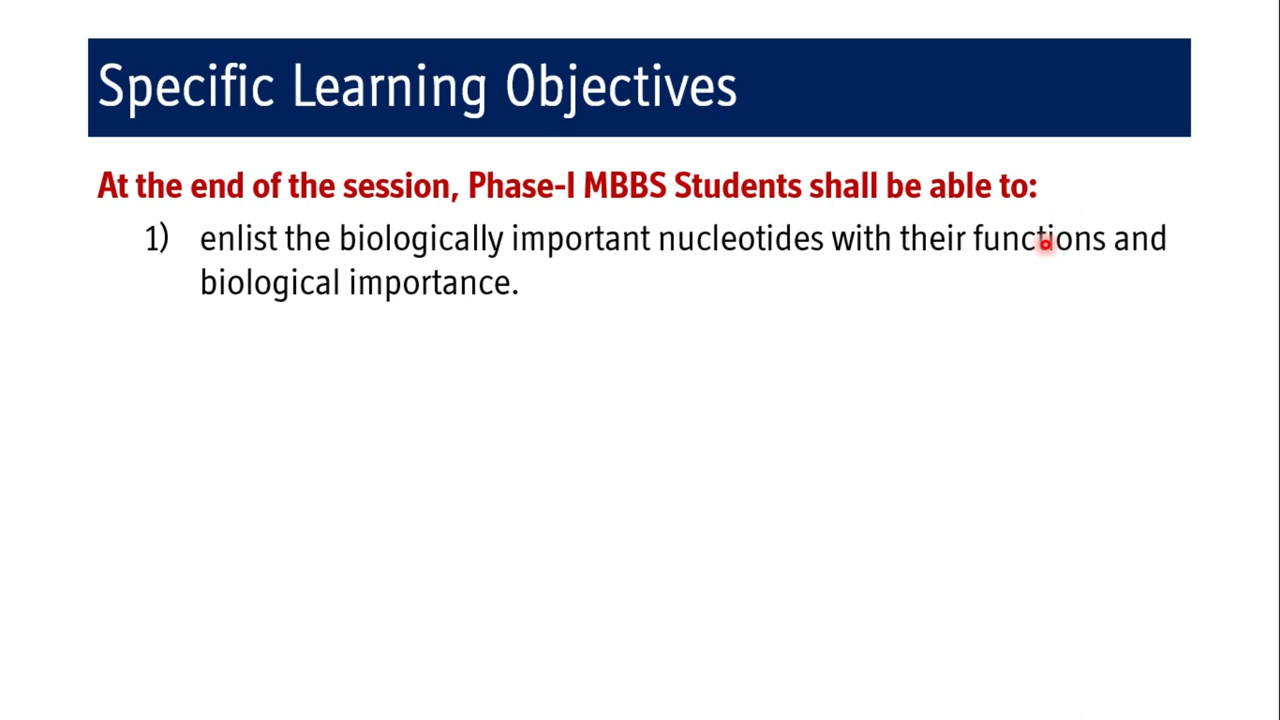 Specific Learning Objectives
At the end of the session, Phase-I MBBS Students shall be able to:
1) enlist the biologically important nucleotides with their functions and
biological importance.